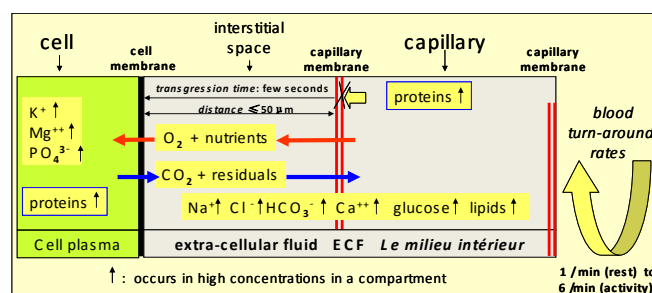 cell
cell
membrane
interstitial
space
capillary
membrane
capillary
capillary
membrane
transgression time: few seconds
distance ≤ 50 µm
proteins ↑
K⁺ ↑
Mg⁺⁺ ↑
PO₄³⁻ ↑
O₂ + nutrients
CO₂ + residuals
proteins ↑
Na⁺↑ Cl⁻↑HCO₃⁻↑ Ca⁺⁺↑ glucose↑ lipids↑
blood
turn-around
rates
Cell plasma
extra-cellular fluid ECF Le milieu intérieur
↑ : occurs in high concentrations in a compartment
1 /min (rest) to
6 /min (activity)